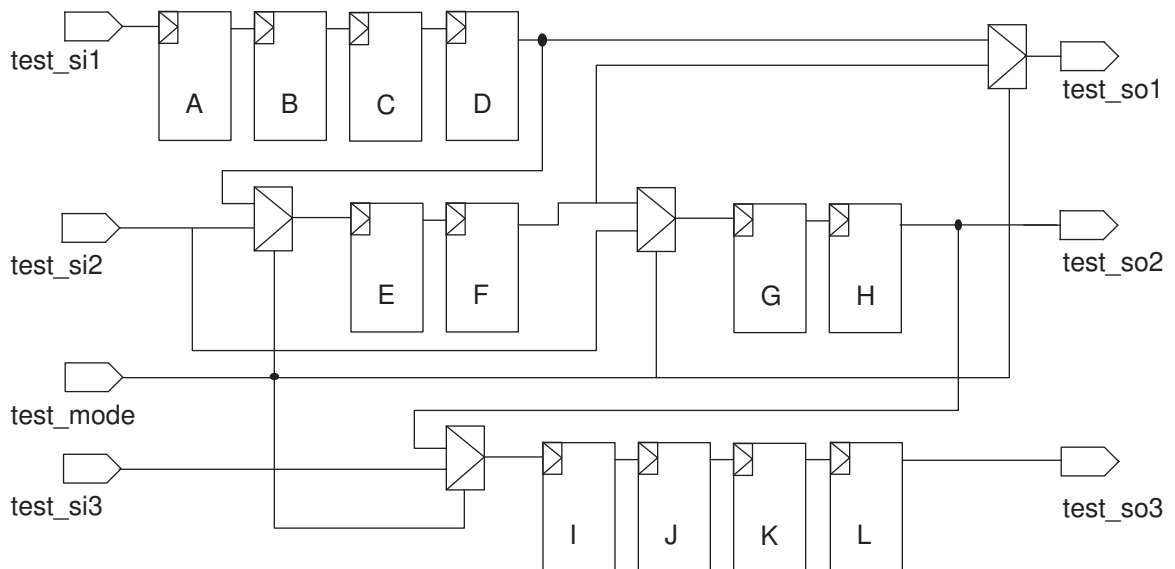 A B C D
test_si1
test_so1
test_si2
E F G H
test_so2
test_mode
test_si3
I J K L
test_so3